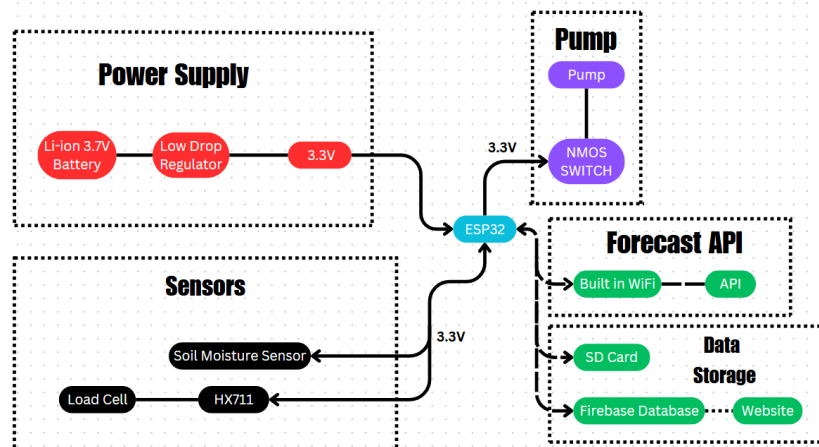 Power Supply
Li-ion 3.7V
Battery
Low Drop
Regulator
3.3V
Pump
Pump
NMOS
SWITCH
3.3V
ESP32
Forecast API
Built in WiFi
API
Sensors
3.3V
Soil Moisture Sensor
Load Cell
HX711
Data
Storage
SD Card
Firebase Database
Website